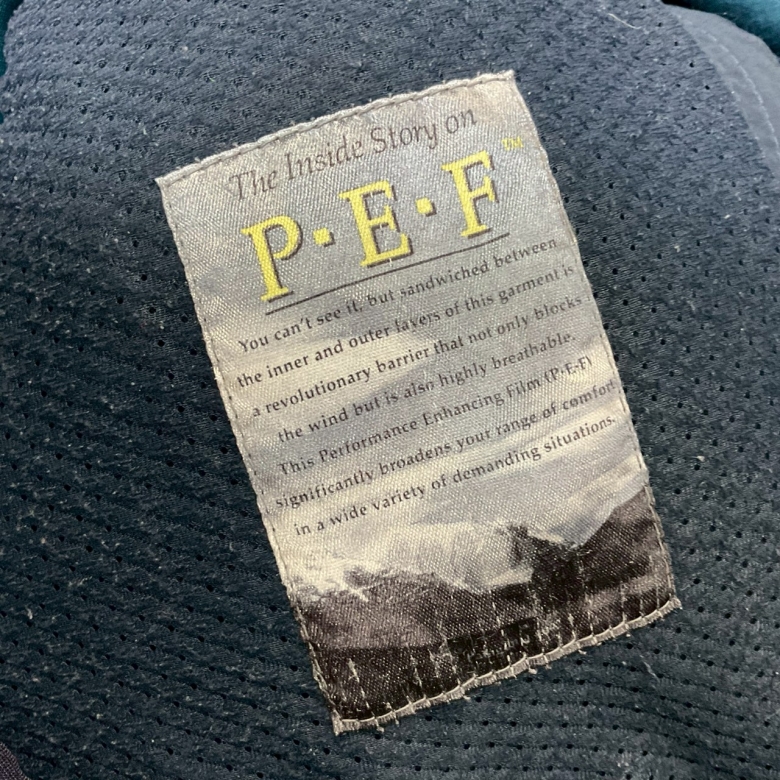 The Inside Story on
P·E·F™
You can't see it, but sandwiched between
the inner and outer layers of this garment is
a revolutionary barrier that not only blocks
the wind but is also highly breathable.
This Performance Enhancing Film (P·E·F)
significantly broadens your range of comfort
in a wide variety of demanding situations.